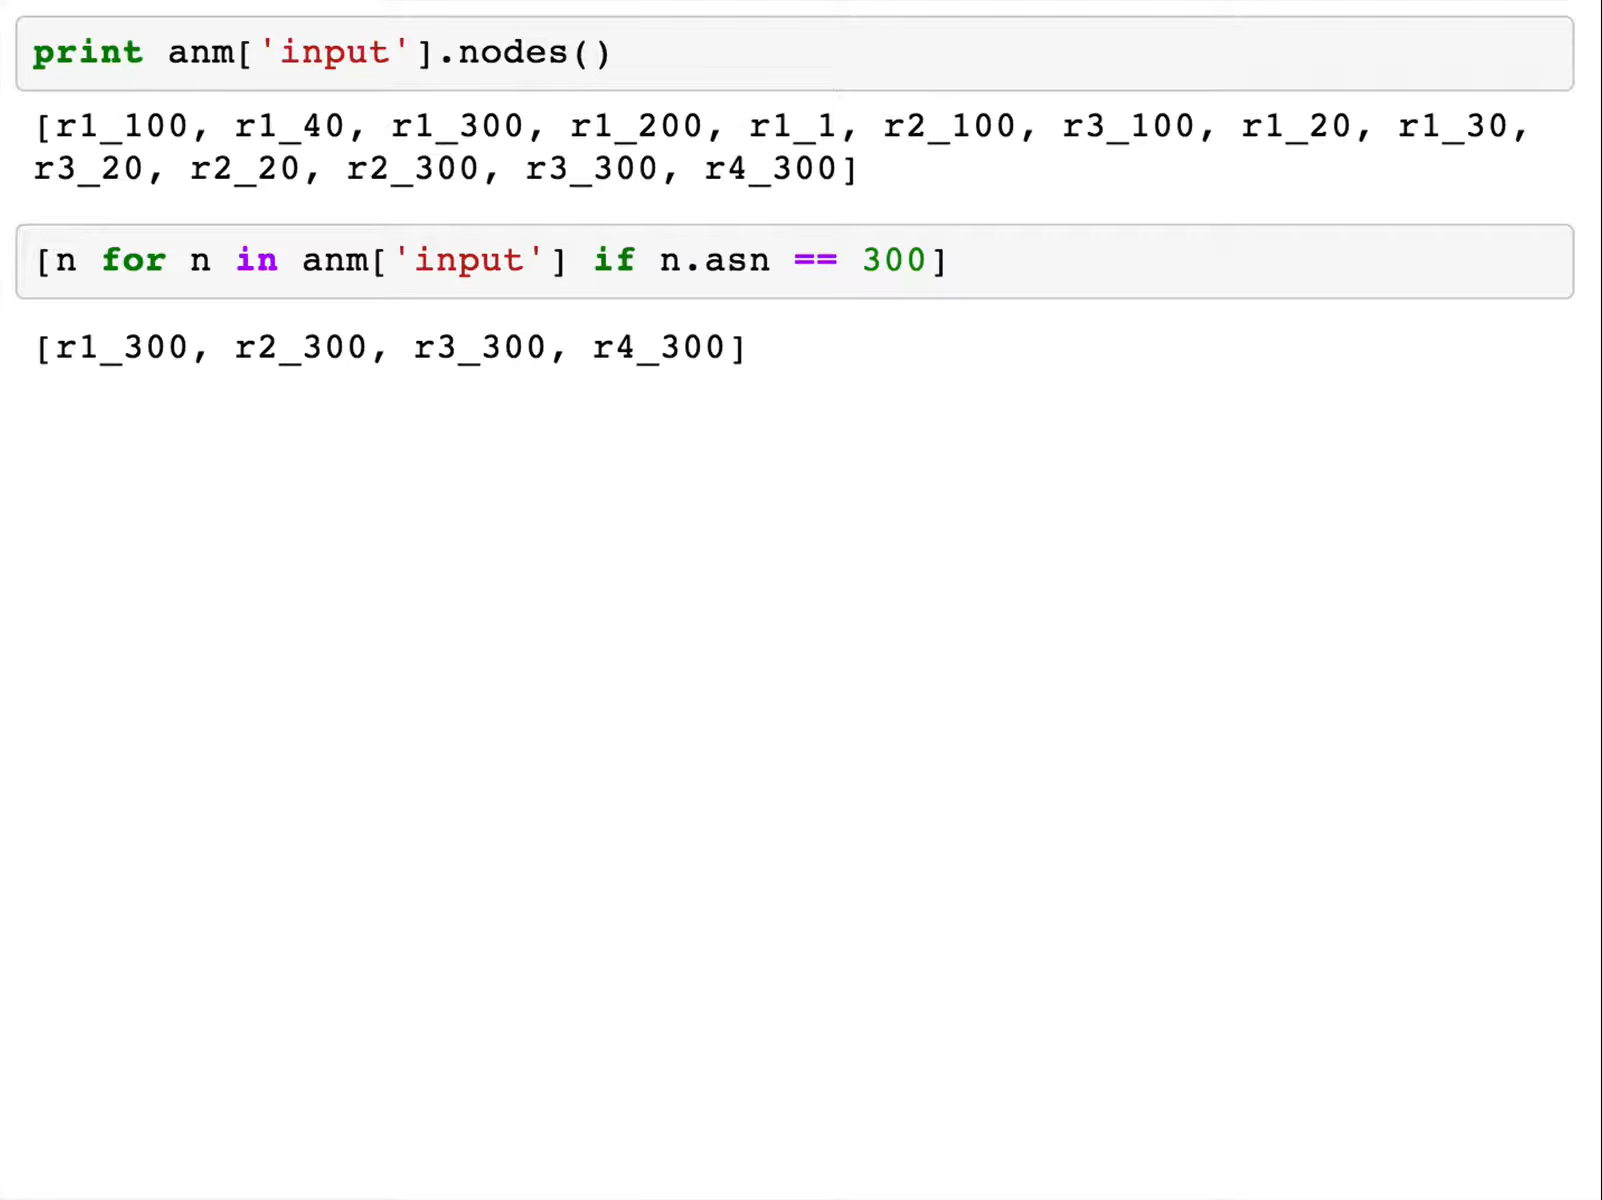 print anm['input'].nodes()
[r1_100, r1_40, r1_300, r1_200, r1_1, r2_100, r3_100, r1_20, r1_30,
r3_20, r2_20, r2_300, r3_300, r4_300]
[n for n in anm['input'] if n.asn == 300]
[r1_300, r2_300, r3_300, r4_300]